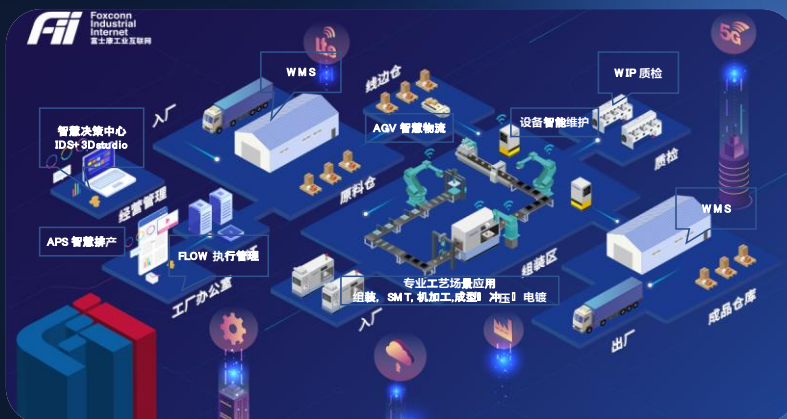 Foxconn
Industrial
Internet
富士康工业互联网
5G
WMS
线边仓
WIP 质检
入厂
AGV 智慧物流
设备智能维护
智慧决策中心
IDS+3Dstudio
质检
经营管理
原料仓
WMS
APS 智慧排产
FLOW 执行管理
组装区
专业工艺场景应用
组装, SMT, 机加工,成型 冲压 电镀
工厂办公室
入厂
成品仓库
出厂